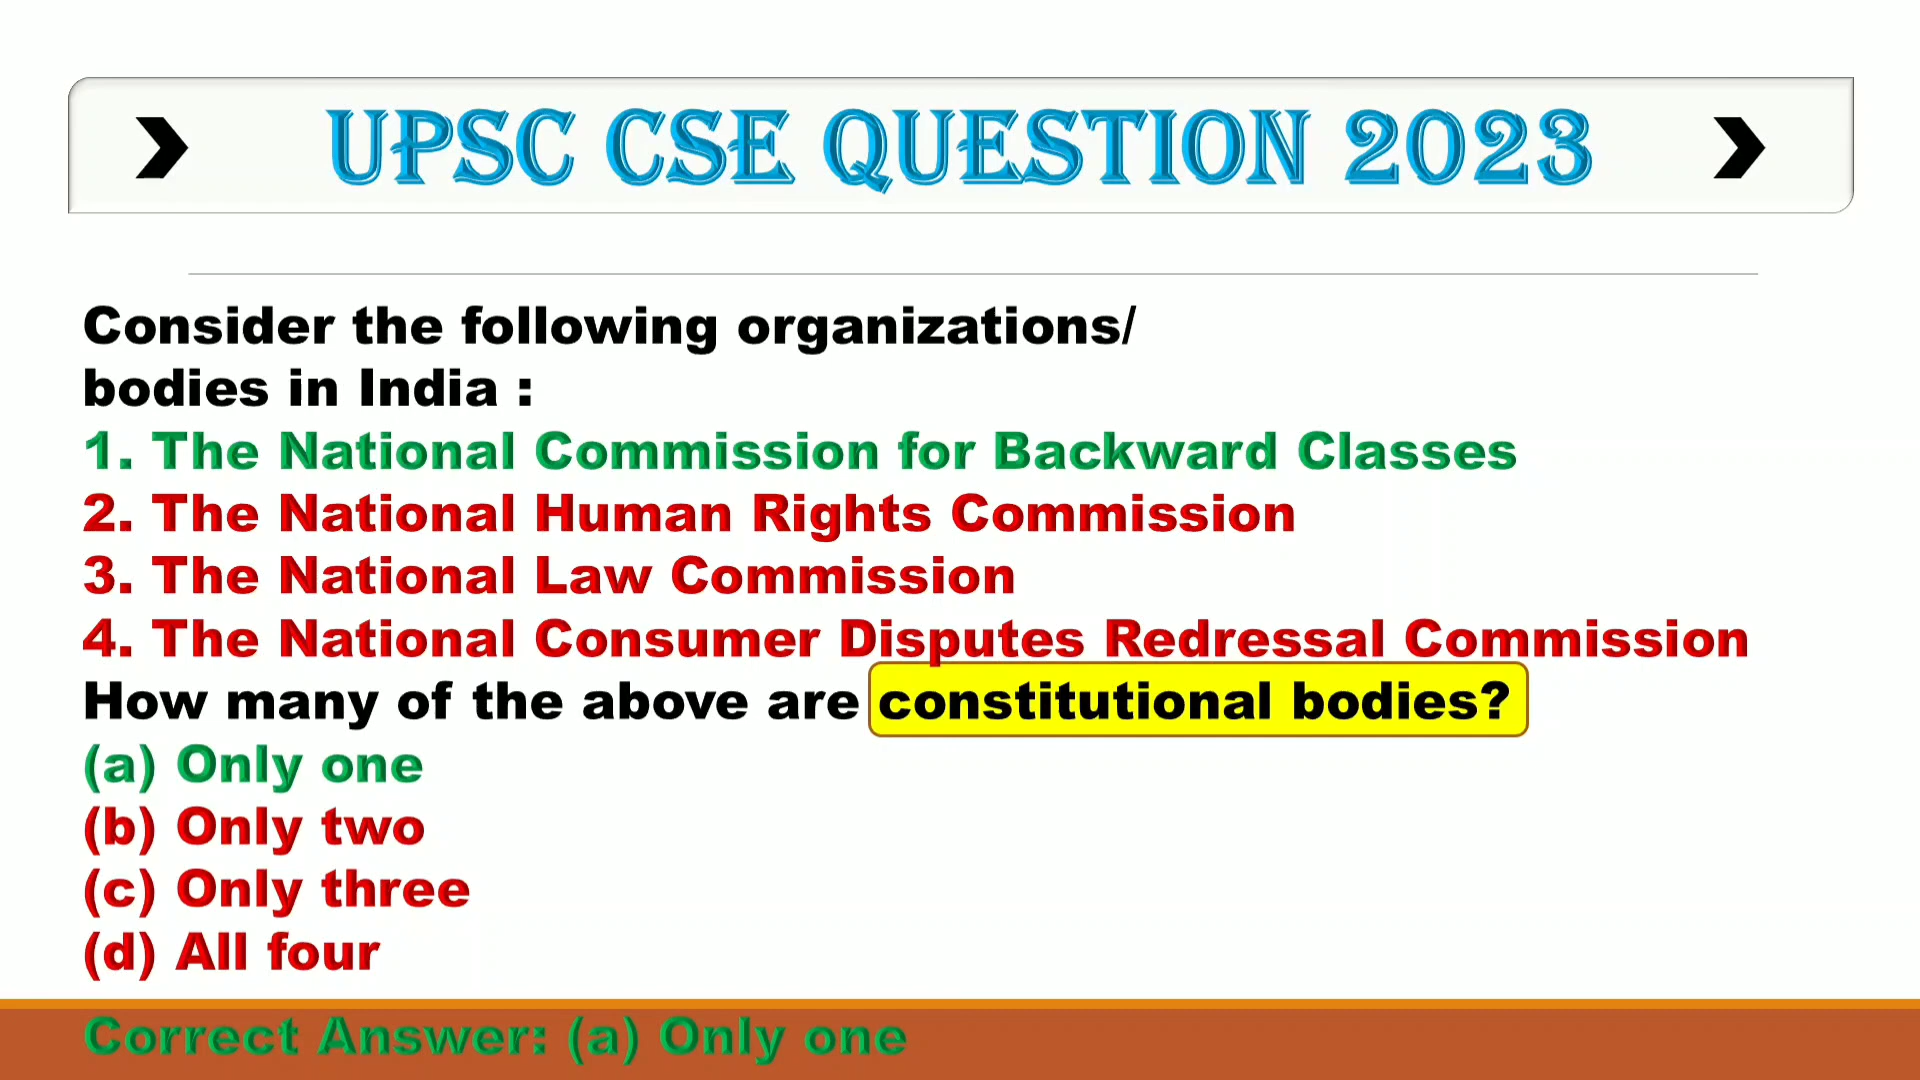 UPSC CSE QUESTION 2023
Consider the following organizations/
bodies in India :
1. The National Commission for Backward Classes
2. The National Human Rights Commission
3. The National Law Commission
4. The National Consumer Disputes Redressal Commission
How many of the above are constitutional bodies?
(a) Only one
(b) Only two
(c) Only three
(d) All four
Correct Answer: (a) Only one